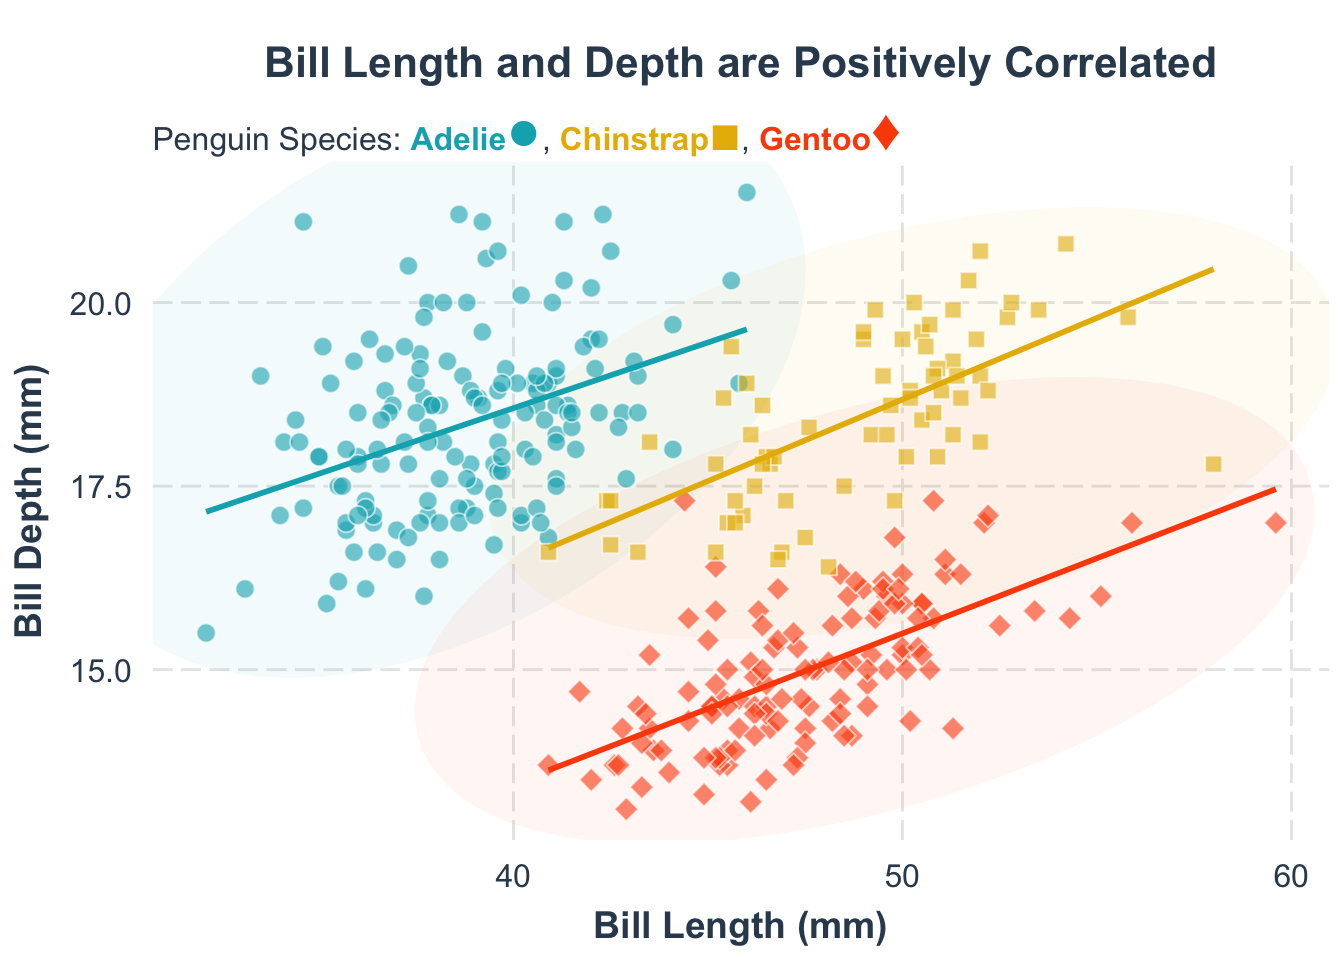 Bill Length and Depth are Positively Correlated
Penguin Species: Adelie●, Chinstrap■, Gentoo♦
20.0
17.5
15.0
Bill Depth (mm)
40 50 60
Bill Length (mm)